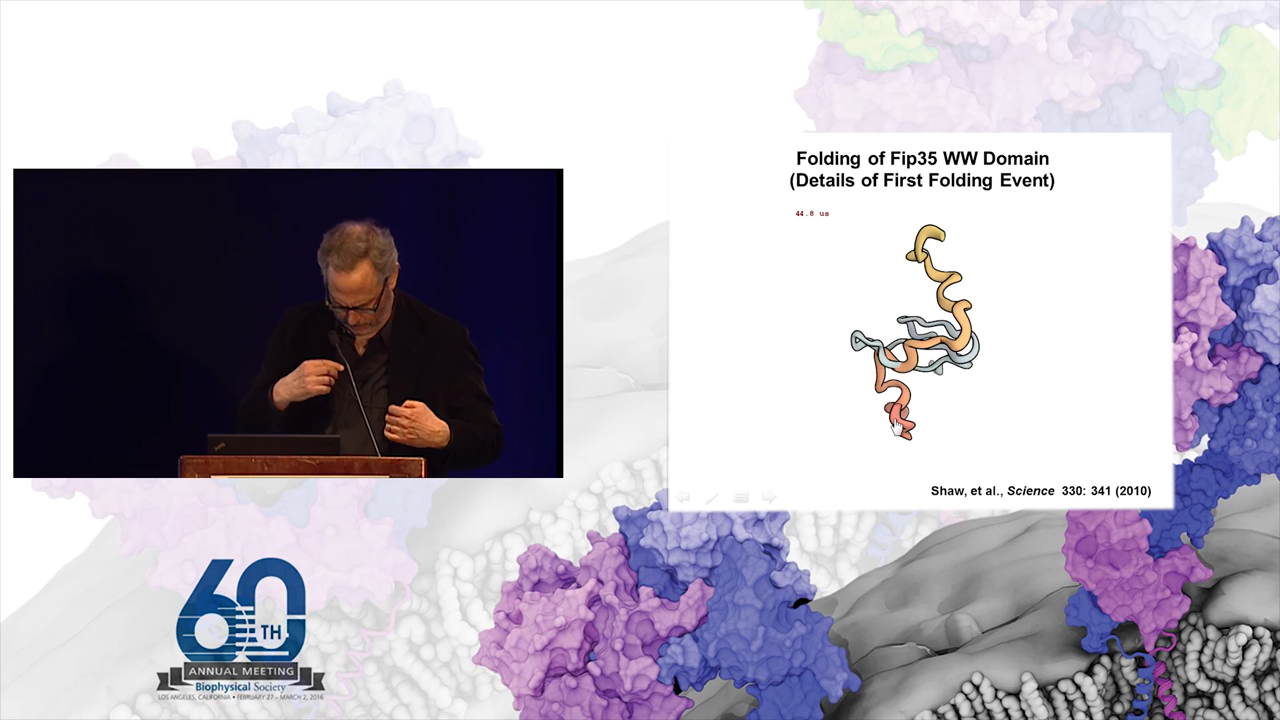 Folding of Fip35 WW Domain
(Details of First Folding Event)
44.8 us
Shaw, et al., Science 330: 341 (2010)
60TH
ANNUAL MEETING
Biophysical Society
LOS ANGELES, CALIFORNIA • FEBRUARY 27 – MARCH 2, 2016